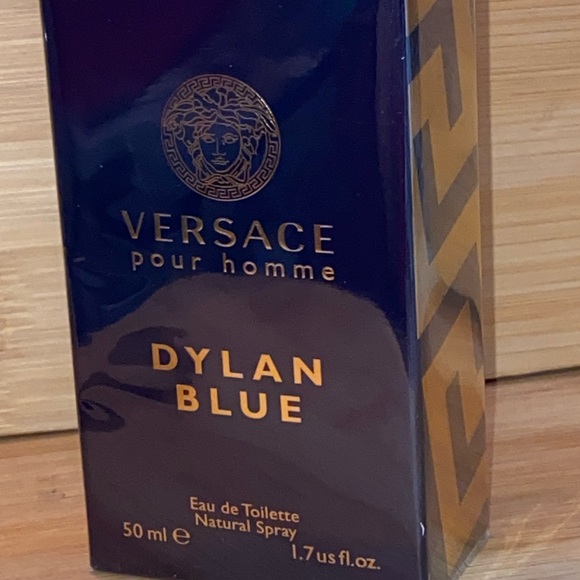 VERSACE
pour homme
DYLAN
BLUE
Eau de Toilette
Natural Spray
50 ml e 1.7 us fl.oz.